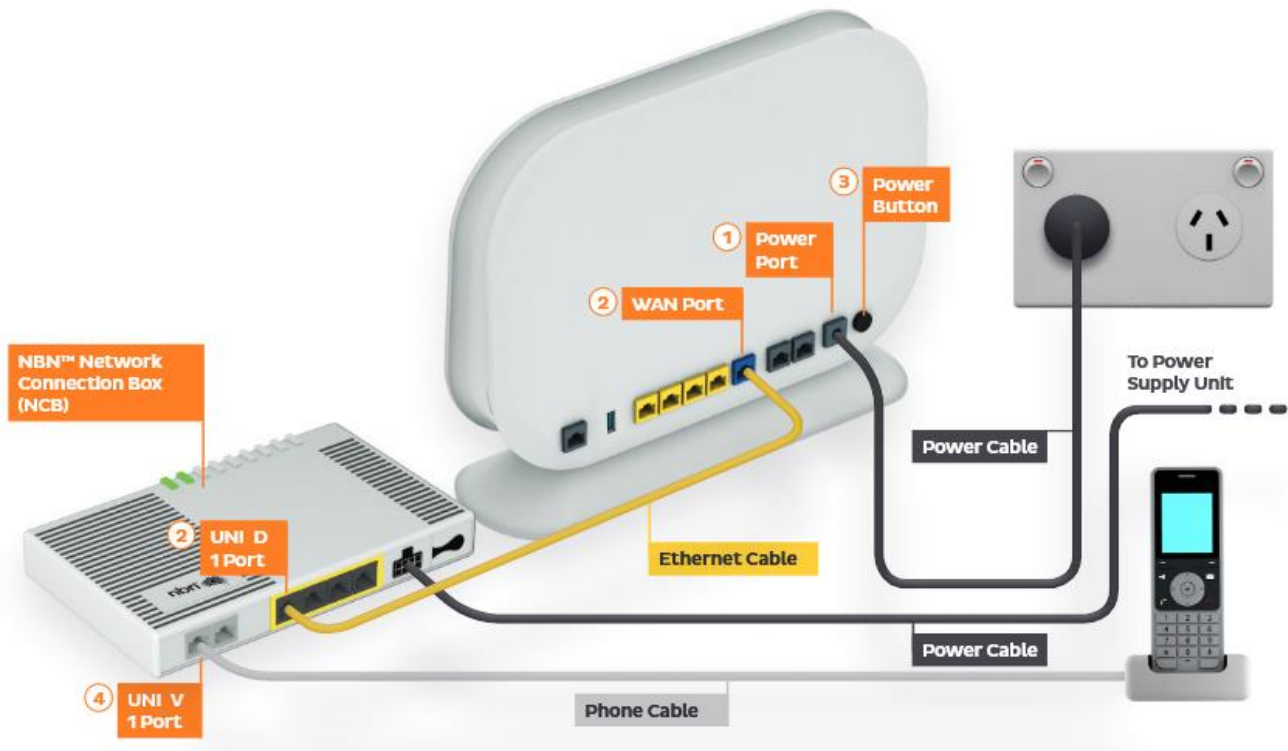 3
Power
Button
1
Power
Port
2
WAN Port
NBN™ Network
Connection Box
(NCB)
To Power
Supply Unit
Power Cable
2
UNI D
1 Port
Ethernet Cable
nbn
Power Cable
4
UNI V
1 Port
Phone Cable